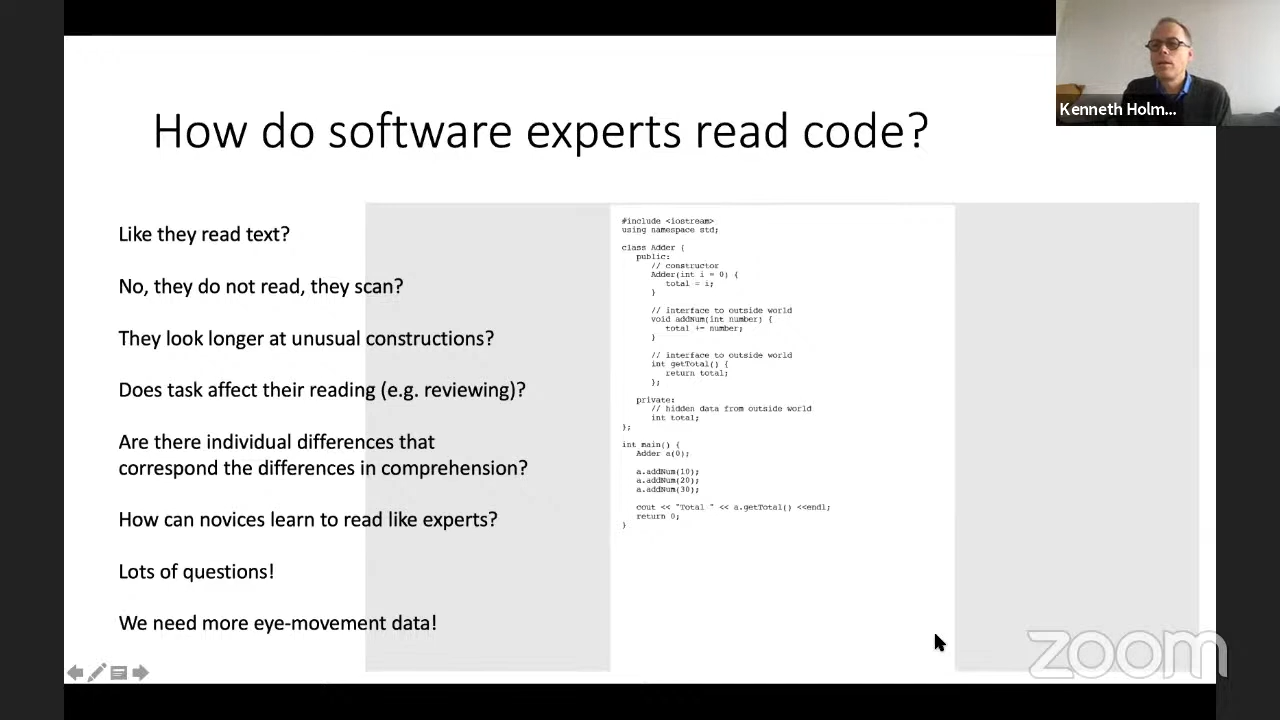 How do software experts read code?
Kenneth Holm...
Like they read text?
No, they do not read, they scan?
They look longer at unusual constructions?
Does task affect their reading (e.g. reviewing)?
Are there individual differences that
correspond the differences in comprehension?
How can novices learn to read like experts?
Lots of questions!
We need more eye-movement data!
#include <iostream>
using namespace std;
class Adder {
public:
// constructor
Adder(int i = 0) {
total = i;
}
// interface to outside world
void addNum(int number) {
total += number;
}
// interface to outside world
int getTotal() {
return total;
};
private:
// hidden data from outside world
int total;
};
int main() {
Adder a(0);
a.addNum(10);
a.addNum(20);
a.addNum(30);
cout << "Total " << a.getTotal() <<endl;
return 0;
}
zoom